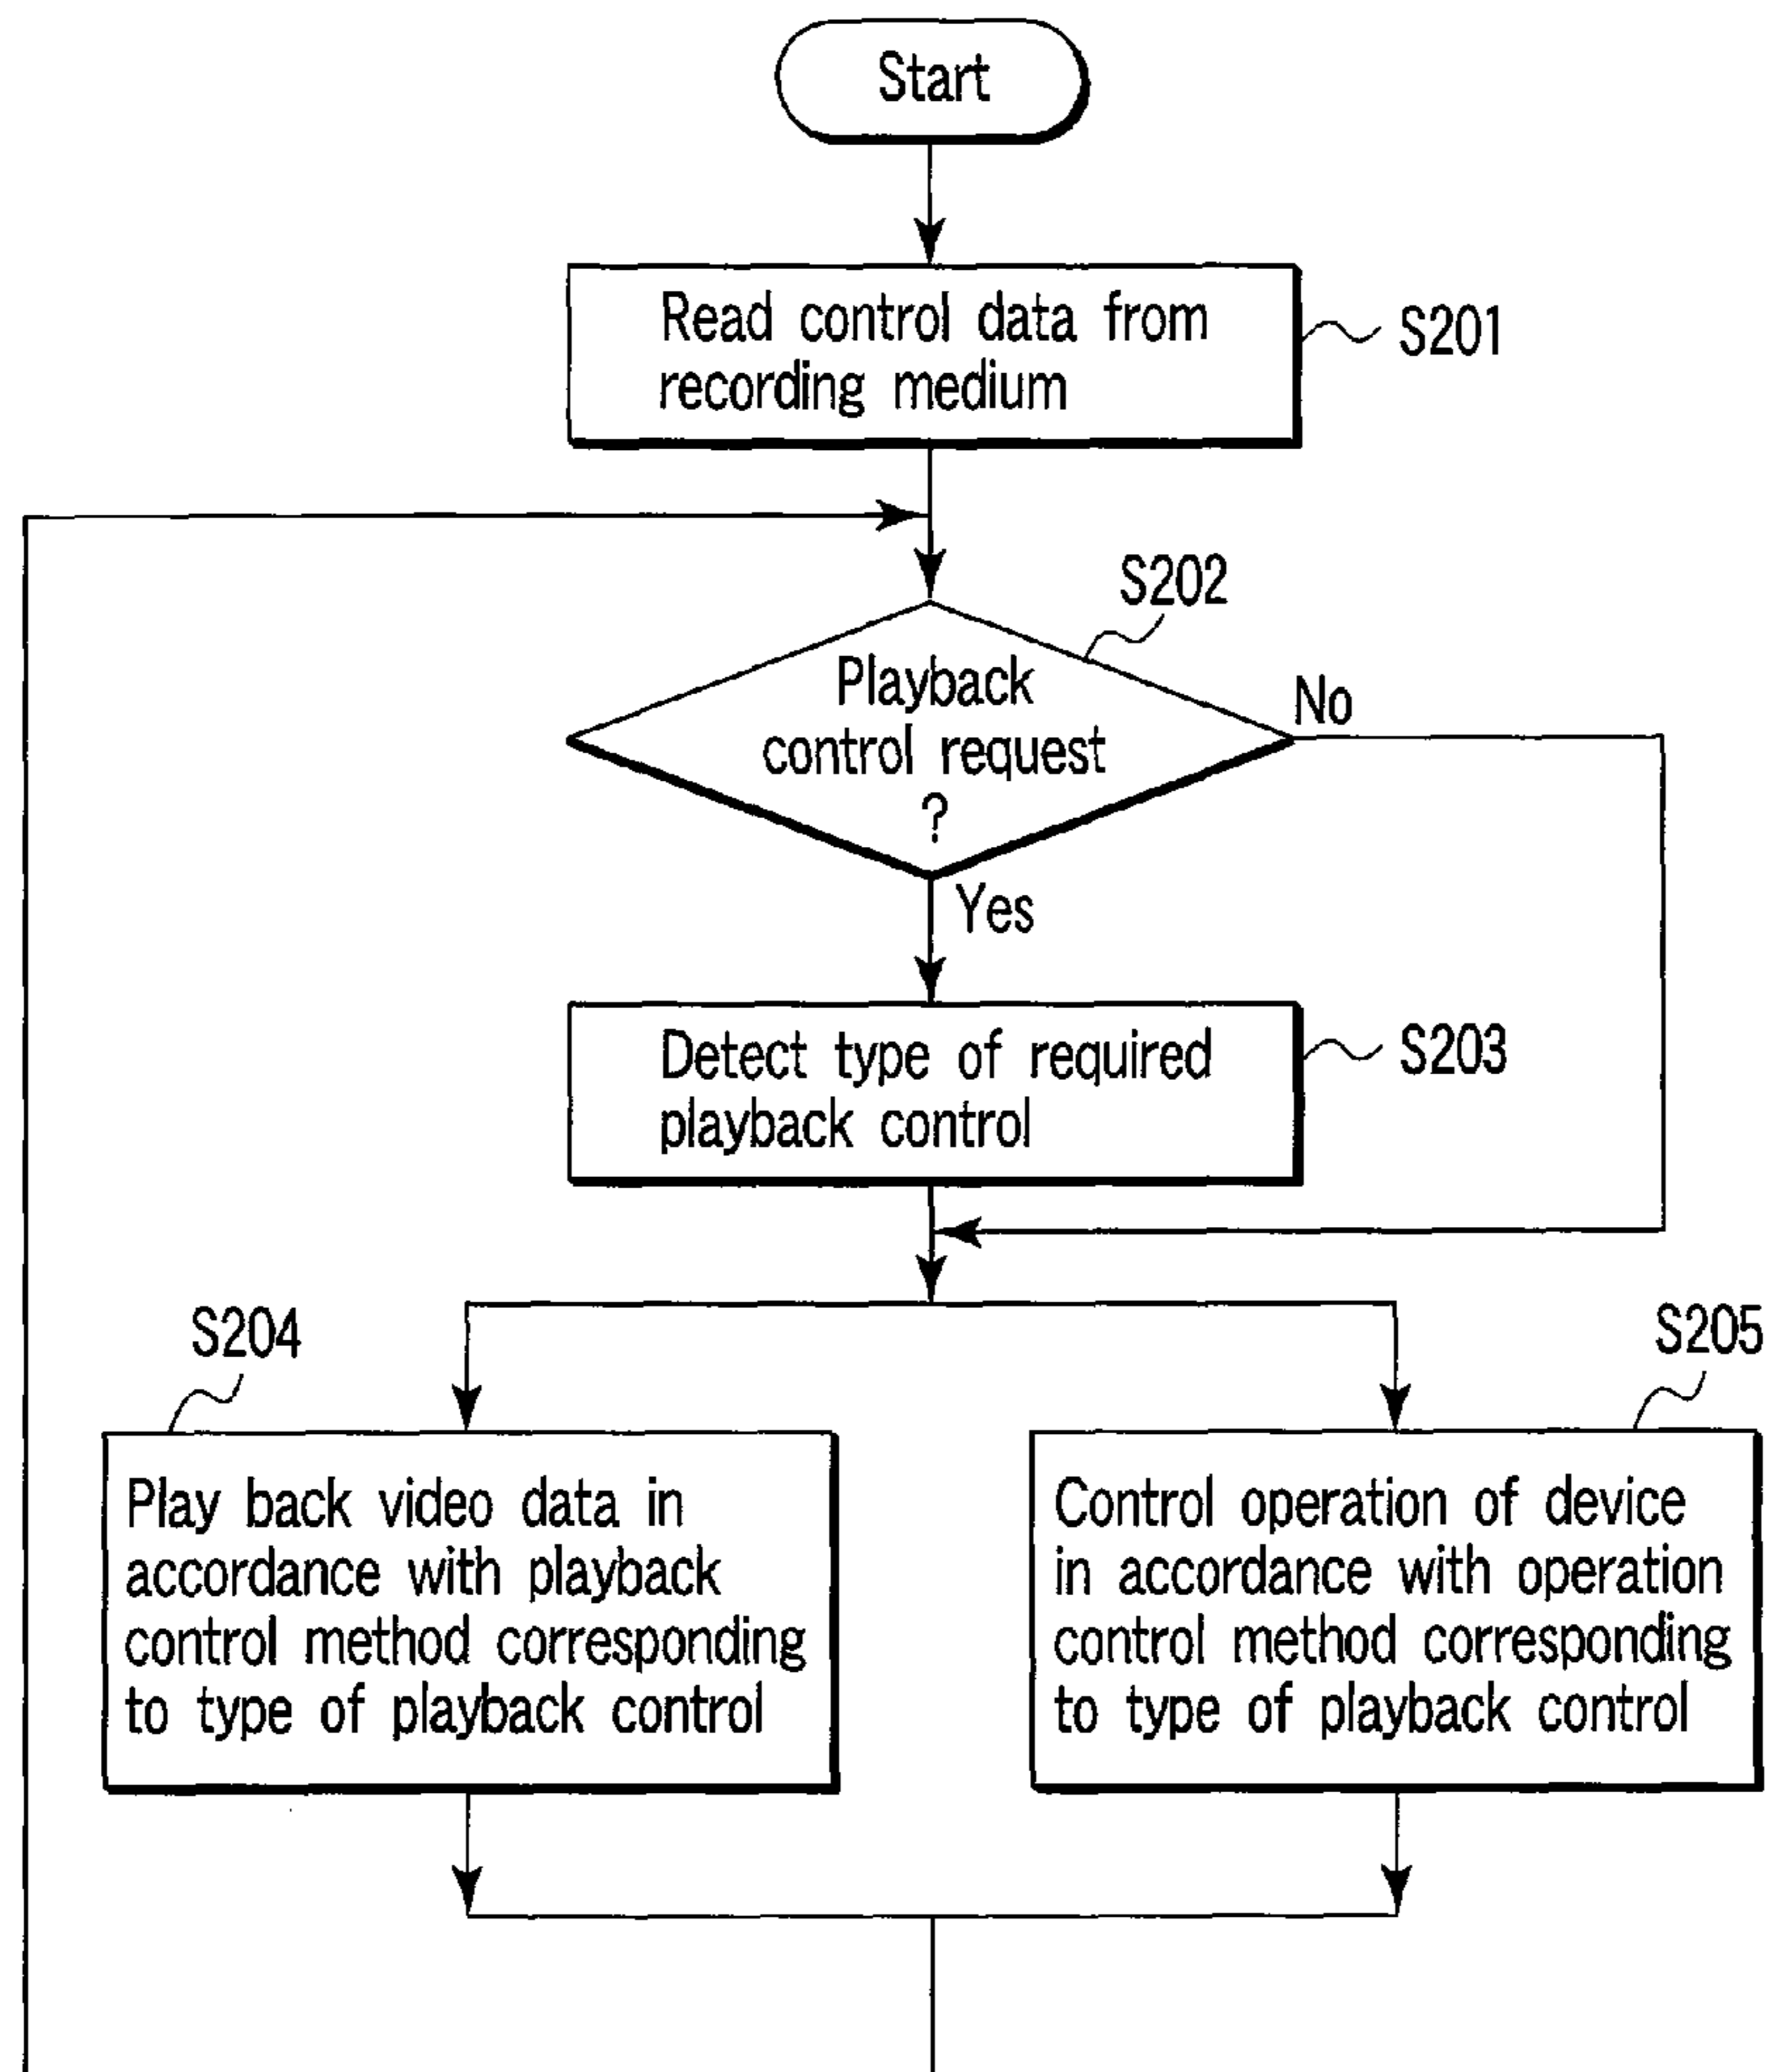 Start
Read control data from
recording medium
S201
S202
Playback
control request
?
No
Yes
Detect type of required
playback control
S203
S204
S205
Play back video data in
accordance with playback
control method corresponding
to type of playback control
Control operation of device
in accordance with operation
control method corresponding
to type of playback control